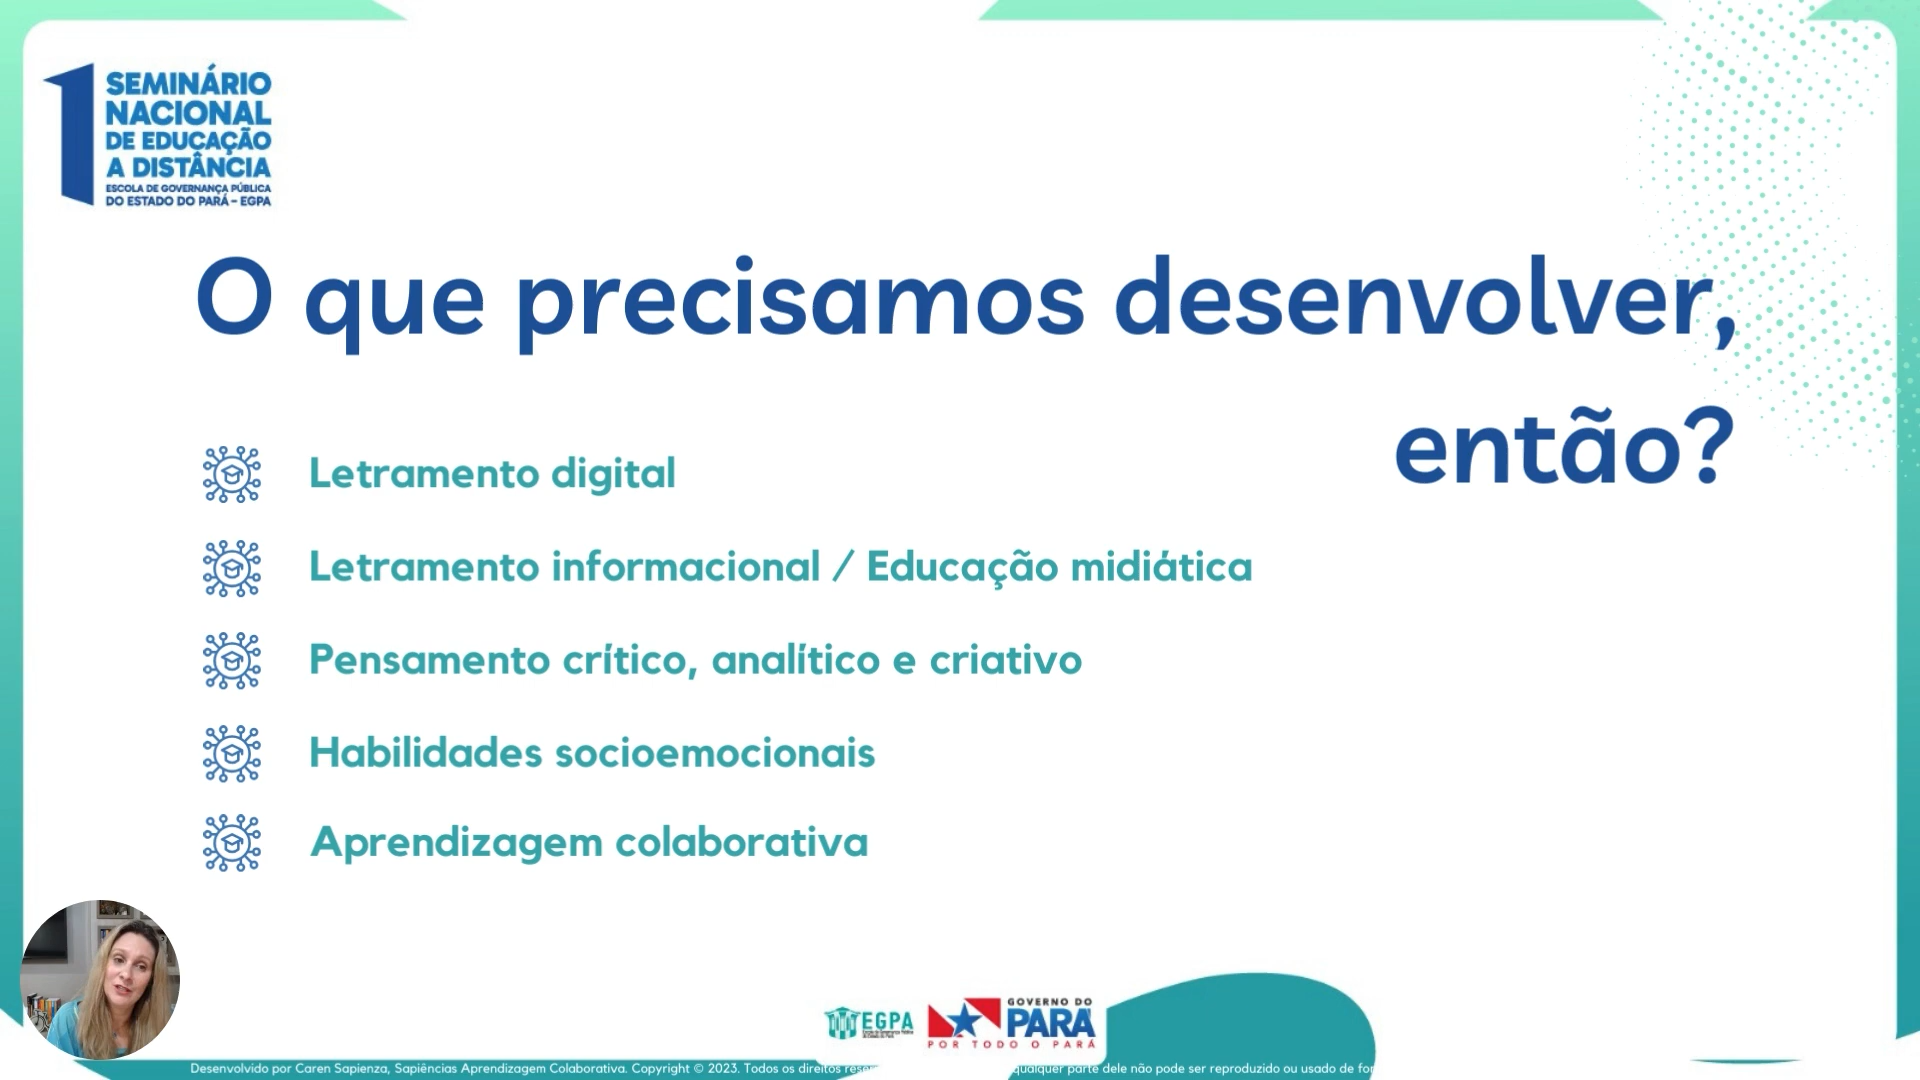 SEMINÁRIO
NACIONAL
DE EDUCAÇÃO
A DISTÂNCIA
ESCOLA DE GOVERNANÇA PÚBLICA
DO ESTADO DO PARÁ - EGPA
O que precisamos desenvolver,
então?
Letramento digital
Letramento informacional / Educação midiática
Pensamento crítico, analítico e criativo
Habilidades socioemocionais
Aprendizagem colaborativa
EGPA
GOVERNO DO
PARÁ
POR TODO O PARÁ
Desenvolvido por Caren Sapienza, Sapiências Aprendizagem Colaborativa. Copyright © 2023. Todos os direitos qualquer parte dele não pode ser reproduzido ou usado de